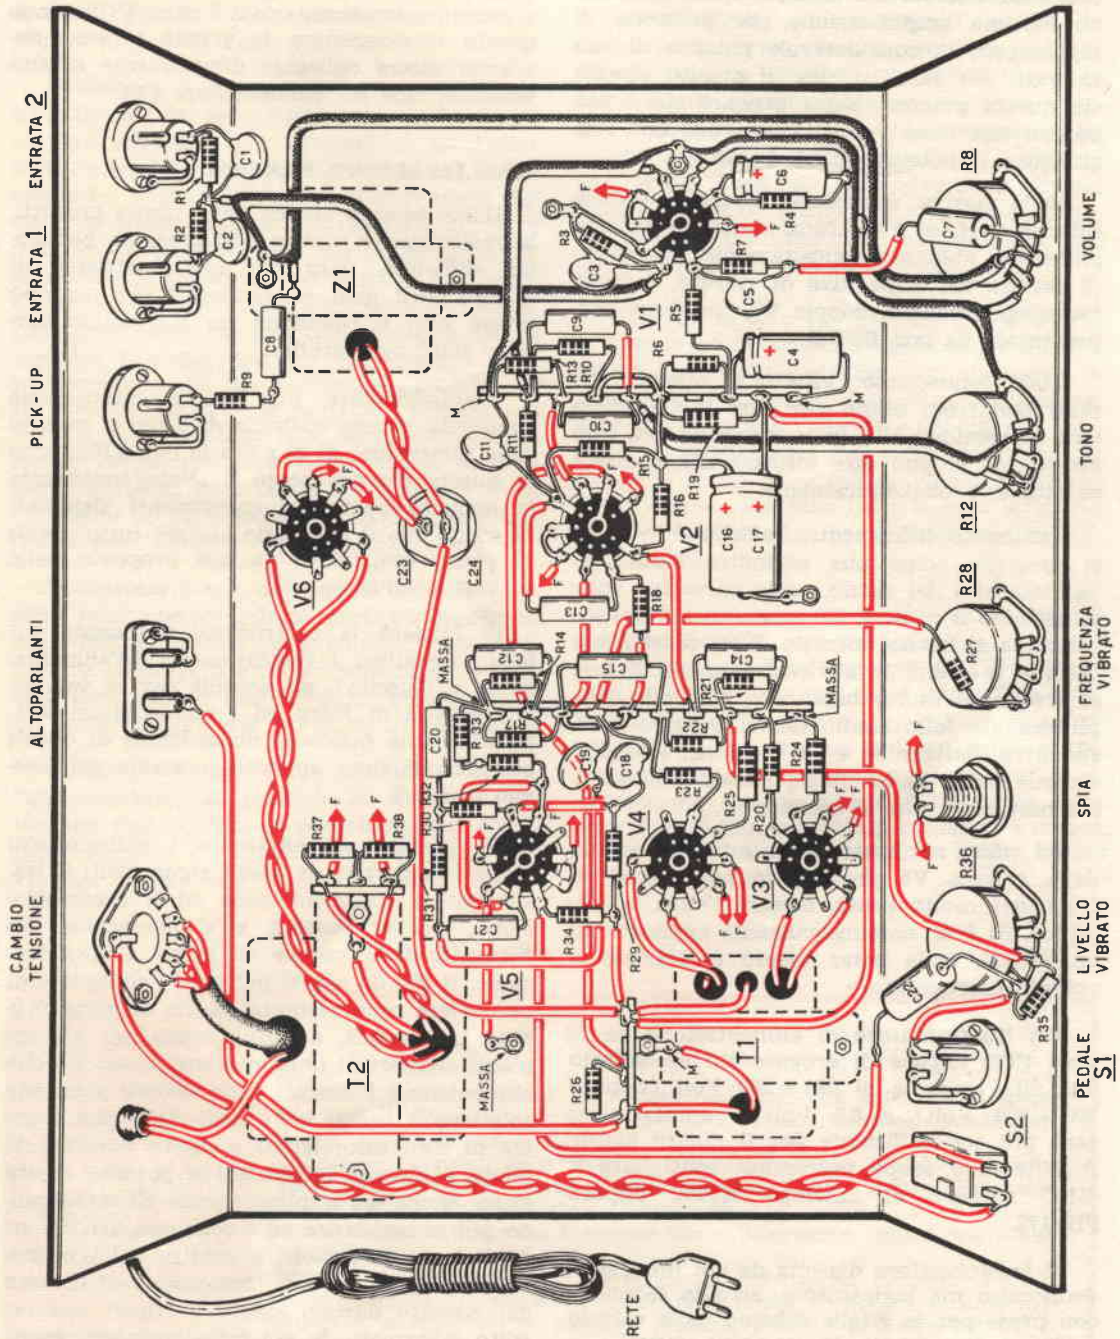 ENTRATA 2
ENTRATA 1
PICK-UP
ALTOPARLANTI
CAMBIO
TENSIONE
RETE
C1
R1
R2
C2
Z1
C8
R9
F
F
V6
C23
C24
F
R3
C3
F
C6
R4
R7
C5
V1
R5
R6
C4
M
C9
R10
R13
M
C11
R11
C10
R15
F
R19
R16
V2
C16
C17
F
C13
R18
C12
R14
MASSA
C15
C14
R21
MASSA
R22
C20
R33
R32
R30
R31
C19
C18
R23
R25
R20
R24
F
F
V4
V3
F
F
F
F
R37
R38
C21
R34
R29
V5
MASSA
T2
R26
M
T1
C7
R8
VOLUME
R12
TONO
R27
R28
FREQUENZA
VIBRATO
F
F
SPIA
R36
LIVELLO
VIBRATO
C22
R35
PEDALE
S1
S2